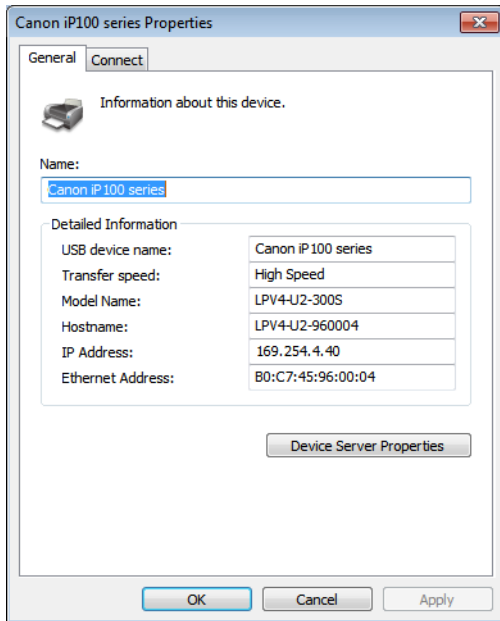 Canon iP100 series Properties
General Connect
Information about this device.
Name:
Canon iP100 series
Detailed Information
USB device name: Canon iP100 series
Transfer speed: High Speed
Model Name: LPV4-U2-300S
Hostname: LPV4-U2-960004
IP Address: 169.254.4.40
Ethernet Address: B0:C7:45:96:00:04
Device Server Properties
OK Cancel Apply